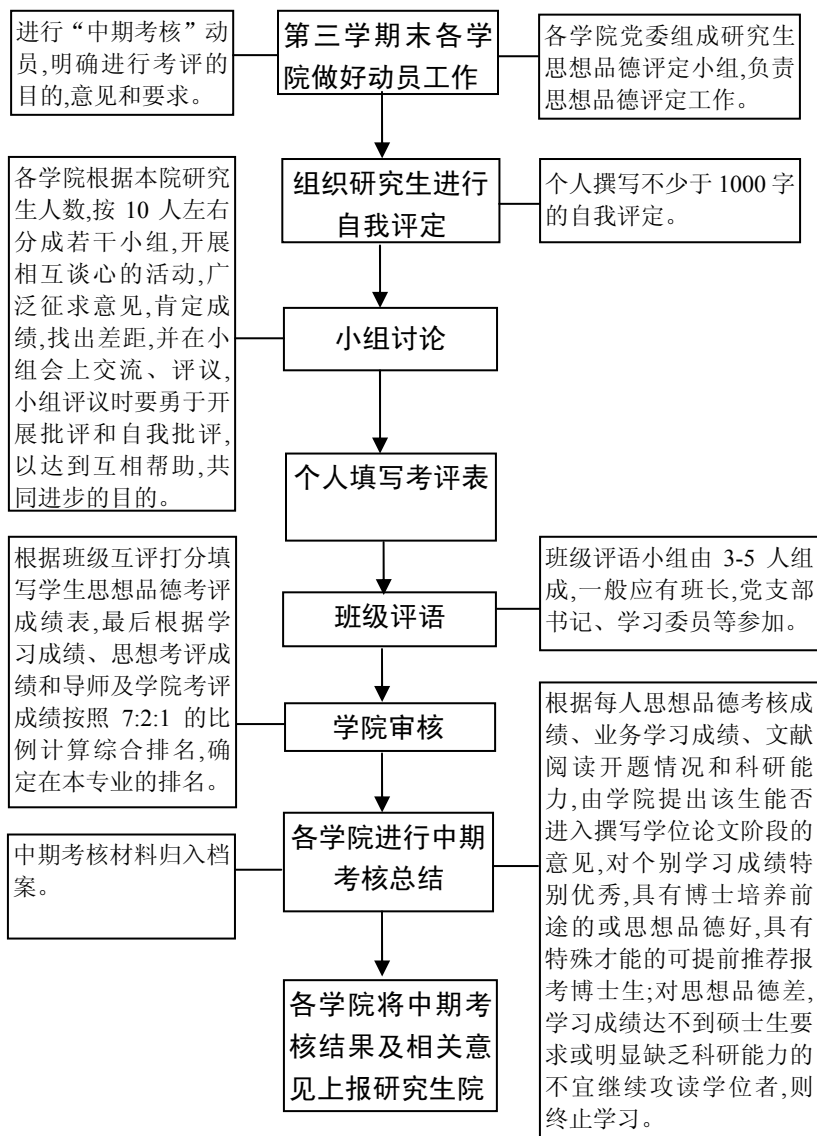 进行“中期考核”动
员,明确进行考评的
目的,意见和要求。
第三学期末各学
院做好动员工作
各学院党委组成研究生
思想品德评定小组,负责
思想品德评定工作。
组织研究生进行
自我评定
个人撰写不少于 1000 字
的自我评定。
各学院根据本院研究
生人数,按 10 人左右
分成若干小组,开展
相互谈心的活动,广
泛征求意见,肯定成
绩,找出差距,并在小
组会上交流、评议,
小组评议时要勇于开
展批评和自我批评,
以达到互相帮助,共
同进步的目的。
小组讨论
个人填写考评表
根据班级互评打分填
写学生思想品德考评
成绩表,最后根据学
习成绩、思想考评成
绩和导师及学院考评
成绩按照 7:2:1 的比
例计算综合排名,确
定在本专业的排名。
班级评语
班级评语小组由 3-5 人组
成,一般应有班长,党支部
书记、学习委员等参加。
学院审核
各学院进行中期
考核总结
中期考核材料归入档
案。
根据每人思想品德考核成
绩、业务学习成绩、文献
阅读开题情况和科研能
力,由学院提出该生能否
进入撰写学位论文阶段的
意见,对个别学习成绩特
别优秀,具有博士培养前
途的或思想品德好,具有
特殊才能的可提前推荐报
考博士生;对思想品德差,
学习成绩达不到硕士生要
求或明显缺乏科研能力的
不宜继续攻读学位者,则
终止学习。
各学院将中期考
核结果及相关意
见上报研究生院